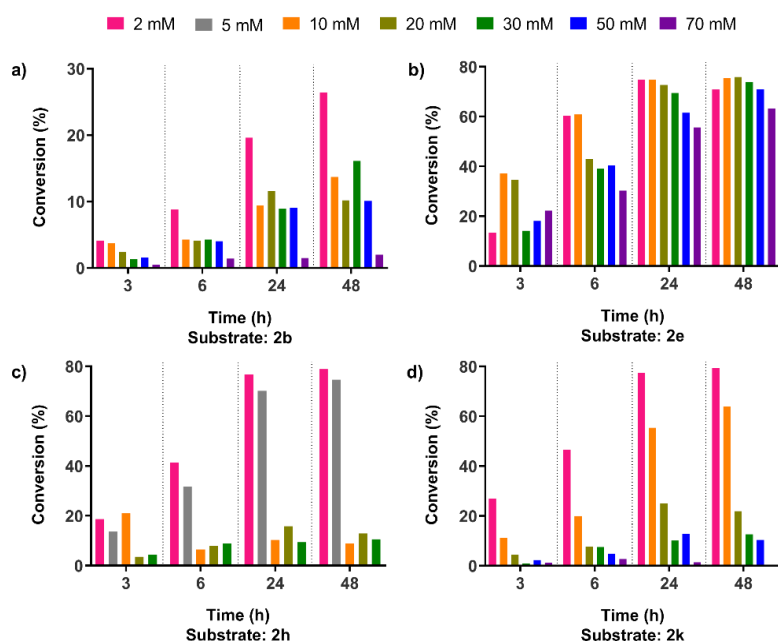 2 mM 5 mM 10 mM 20 mM 30 mM 50 mM 70 mM
a)
Conversion (%)
30
20
10
0
3 6 24 48
Time (h)
Substrate: 2b
b)
Conversion (%)
80
60
40
20
0
3 6 24 48
Time (h)
Substrate: 2e
c)
Conversion (%)
80
60
40
20
0
3 6 24 48
Time (h)
Substrate: 2h
d)
Conversion (%)
80
60
40
20
0
3 6 24 48
Time (h)
Substrate: 2k